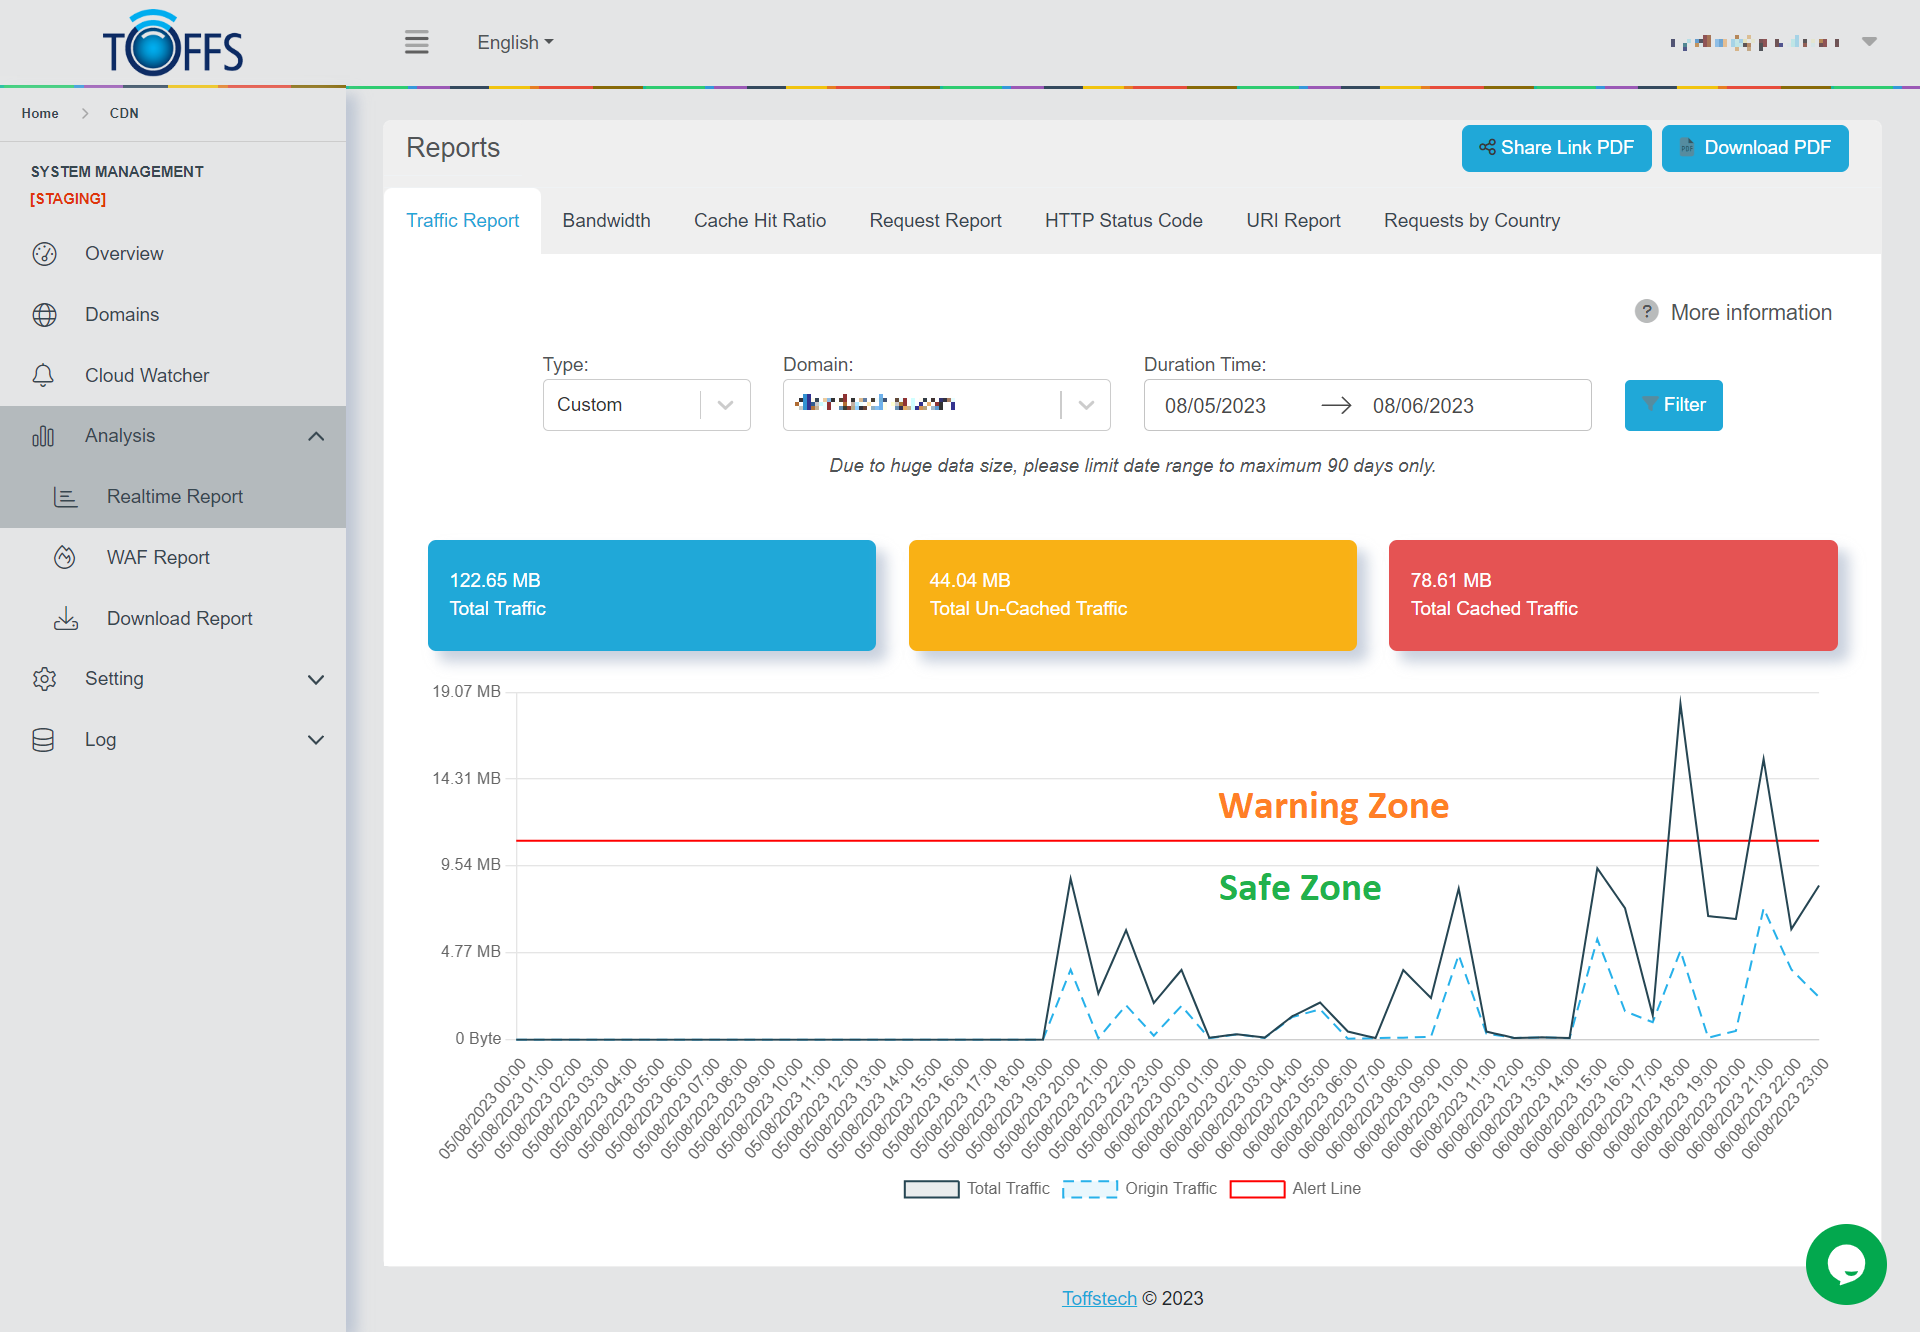 TOFFS
English
Home > CDN
SYSTEM MANAGEMENT
[STAGING]
Overview
Domains
Cloud Watcher
Analysis
Realtime Report
WAF Report
Download Report
Setting
Log
Reports
Share Link PDF
Download PDF
Traffic Report Bandwidth Cache Hit Ratio Request Report HTTP Status Code URI Report Requests by Country
? More information
Type: Domain: Duration Time:
Custom 08/05/2023 → 08/06/2023 Filter
Due to huge data size, please limit date range to maximum 90 days only.
122.65 MB
Total Traffic
44.04 MB
Total Un-Cached Traffic
78.61 MB
Total Cached Traffic
19.07 MB
14.31 MB
Warning Zone
9.54 MB
Safe Zone
4.77 MB
0 Byte
05/08/2023 00:00
05/08/2023 01:00
05/08/2023 02:00
05/08/2023 03:00
05/08/2023 04:00
05/08/2023 05:00
05/08/2023 06:00
05/08/2023 07:00
05/08/2023 08:00
05/08/2023 09:00
05/08/2023 10:00
05/08/2023 11:00
05/08/2023 12:00
05/08/2023 13:00
05/08/2023 14:00
05/08/2023 15:00
05/08/2023 16:00
05/08/2023 17:00
05/08/2023 18:00
05/08/2023 19:00
05/08/2023 20:00
05/08/2023 21:00
05/08/2023 22:00
05/08/2023 23:00
06/08/2023 00:00
06/08/2023 01:00
06/08/2023 02:00
06/08/2023 03:00
06/08/2023 04:00
06/08/2023 05:00
06/08/2023 06:00
06/08/2023 07:00
06/08/2023 08:00
06/08/2023 09:00
06/08/2023 10:00
06/08/2023 11:00
06/08/2023 12:00
06/08/2023 13:00
06/08/2023 14:00
06/08/2023 15:00
06/08/2023 16:00
06/08/2023 17:00
06/08/2023 18:00
06/08/2023 19:00
06/08/2023 20:00
06/08/2023 21:00
06/08/2023 22:00
06/08/2023 23:00
Total Traffic Origin Traffic Alert Line
Toffstech © 2023